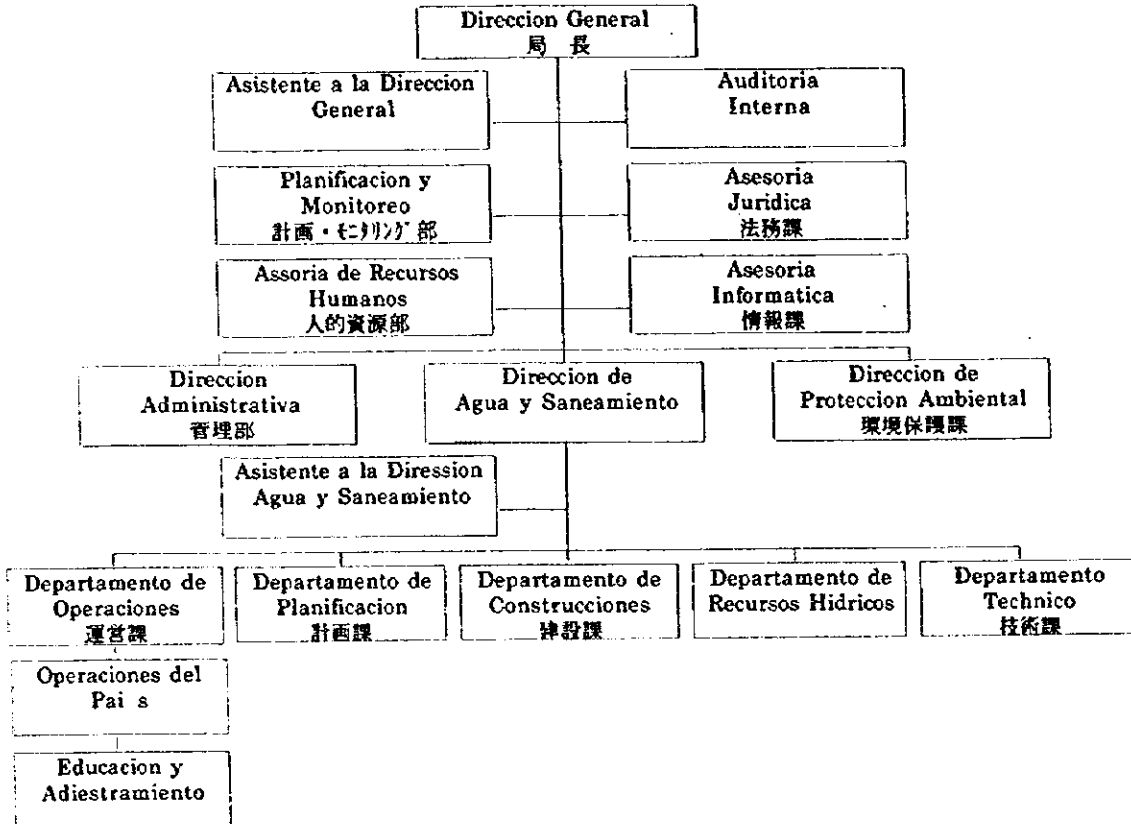 Direccion General
局 長
Asistente a la Direccion
General
Auditoria
Interna
Planificacion y
Monitoreo
計画・ﾓﾆﾀﾘﾝｸﾞ部
Asesoria
Juridica
法務課
Assoria de Recursos
Humanos
人的資源部
Asesoria
Informatica
情報課
Direccion
Administrativa
管理部
Direccion de
Agua y Saneamiento
Direccion de
Proteccion Ambiental
環境保護課
Asistente a la Diression
Agua y Saneamiento
Departamento de
Operaciones
運営課
Departamento de
Planificacion
計画課
Departamento de
Construcciones
建設課
Departamento de
Recursos Hidricos
Departamento
Technico
技術課
Operaciones del
Pai s
Educacion y
Adiestramiento